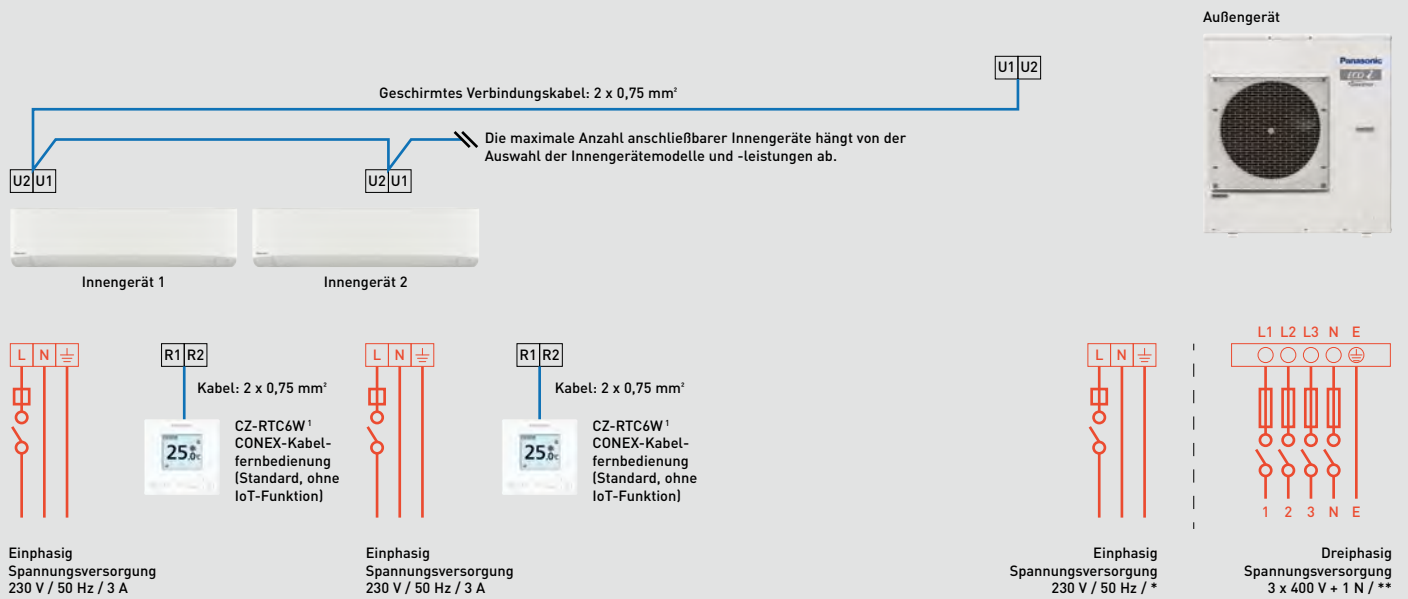 Außengerät
Panasonic
ECO i
U1 U2
Geschirmtes Verbindungskabel: 2 x 0,75 mm²
Die maximale Anzahl anschließbarer Innengeräte hängt von der
Auswahl der Innengerätemodelle und -leistungen ab.
U2 U1
U2 U1
Innengerät 1
Innengerät 2
L N
R1 R2
Kabel: 2 x 0,75 mm²
25.0°C
CZ-RTC6W¹
CONEX-Kabel-
fernbedienung
(Standard, ohne
IoT-Funktion)
L N
R1 R2
Kabel: 2 x 0,75 mm²
25.0°C
CZ-RTC6W¹
CONEX-Kabel-
fernbedienung
(Standard, ohne
IoT-Funktion)
L N
L1 L2 L3 N E
1 2 3 N E
Einphasig
Spannungsversorgung
230 V / 50 Hz / 3 A
Einphasig
Spannungsversorgung
230 V / 50 Hz / 3 A
Einphasig
Spannungsversorgung
230 V / 50 Hz / *
Dreiphasig
Spannungsversorgung
3 x 400 V + 1 N / **